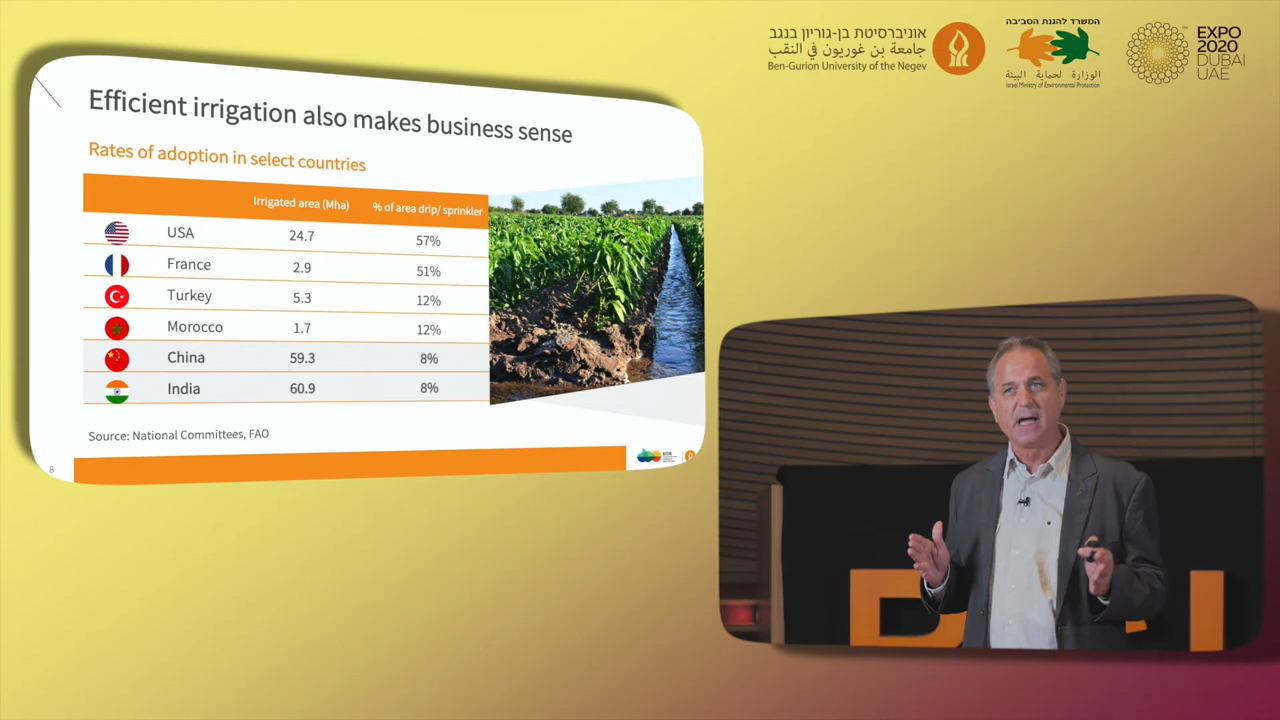 אוניברסיטת בן-גוריון בנגב
جامعة بن غوريون في النقب
Ben-Gurion University of the Negev
המשרד להגנת הסביבה
الوزارة لحماية البيئة
Israel Ministry of Environmental Protection
EXPO
2020
DUBAI
UAE
Efficient irrigation also makes business sense
Rates of adoption in select countries
Irrigated area (Mha) % of area drip/ sprinkler
USA 24.7 57%
France 2.9 51%
Turkey 5.3 12%
Morocco 1.7 12%
China 59.3 8%
India 60.9 8%
Source: National Committees, FAO
8